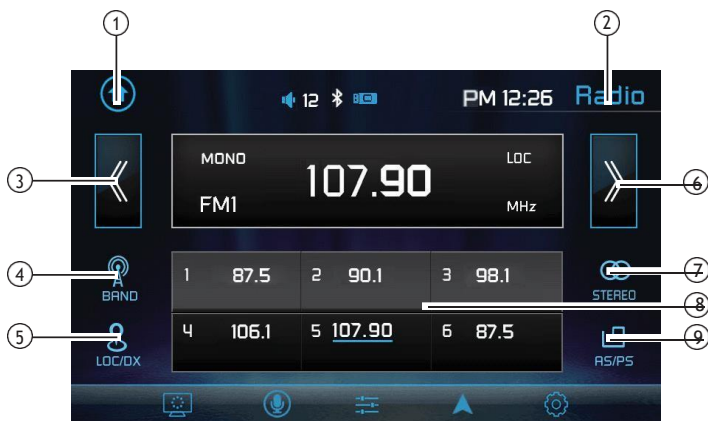 1 2
12 PM 12:26 Radio
3 MONO LOC 6
107.90
FM1 MHz
4 BAND 1 87.5 2 90.1 3 98.1 STEREO 7
8
5 LOC/DX 4 106.1 5 107.90 6 87.5 AS/PS 9